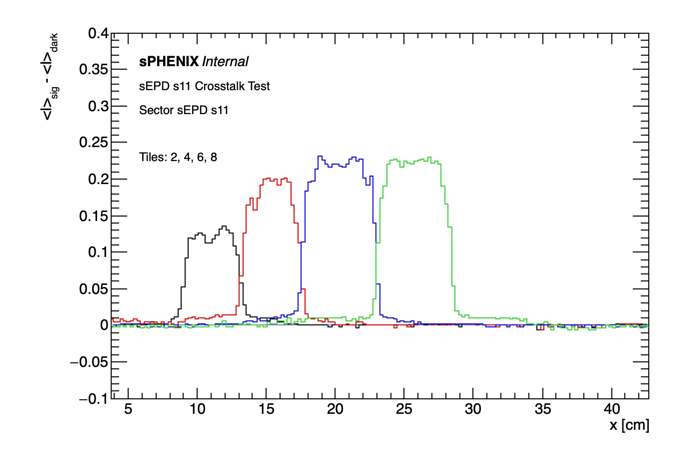 <I>sig - <I>dark
0.4
0.35
0.3
0.25
0.2
0.15
0.1
0.05
0
−0.05
−0.1
sPHENIX Internal
sEPD s11 Crosstalk Test
Sector sEPD s11
Tiles: 2, 4, 6, 8
5 10 15 20 25 30 35 40
x [cm]